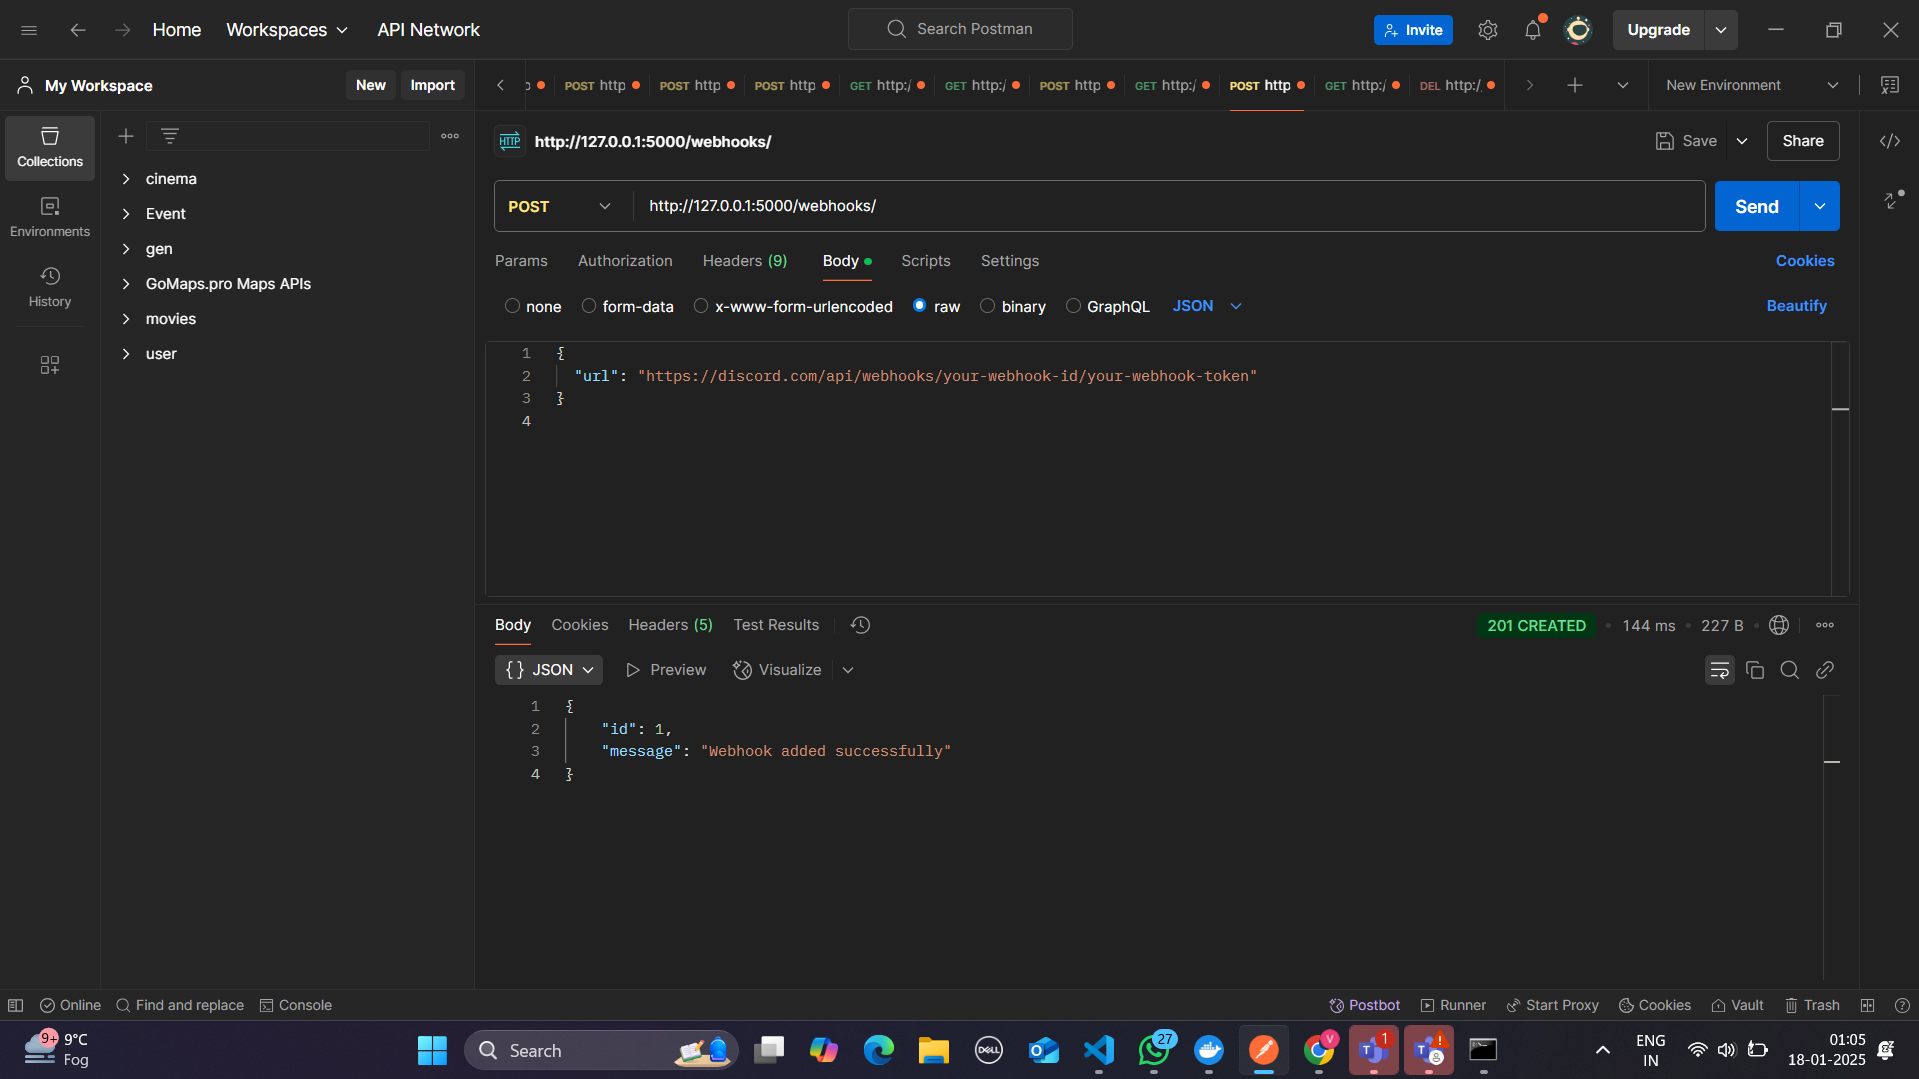 Home
Workspaces
API Network
Search Postman
Invite
Upgrade
My Workspace
New
Import
POST http
POST http
POST http
GET http:/
GET http:/
POST http
GET http:/
POST http
GET http:/
DEL http:/
New Environment
Collections
Environments
History
cinema
Event
gen
GoMaps.pro Maps APIs
movies
user
HTTP
http://127.0.0.1:5000/webhooks/
Save
Share
POST
http://127.0.0.1:5000/webhooks/
Send
Params
Authorization
Headers (9)
Body
Scripts
Settings
Cookies
none
form-data
x-www-form-urlencoded
raw
binary
GraphQL
JSON
Beautify
1 {
2 "url": "https://discord.com/api/webhooks/your-webhook-id/your-webhook-token"
3 }
4
Body
Cookies
Headers (5)
Test Results
201 CREATED
144 ms
227 B
{} JSON
Preview
Visualize
1 {
2 "id": 1,
3 "message": "Webhook added successfully"
4 }
Online
Find and replace
Console
Postbot
Runner
Start Proxy
Cookies
Vault
Trash
9+
9°C
Fog
Search
DELL
27
V
1
ENG
IN
01:05
18-01-2025